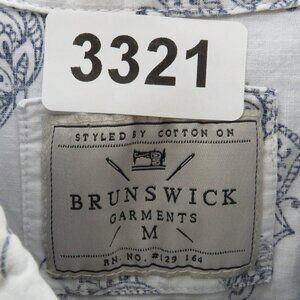 3321
STYLED BY COTTON ON
BRUNSWICK
GARMENTS
M
RN. NO. #129 164